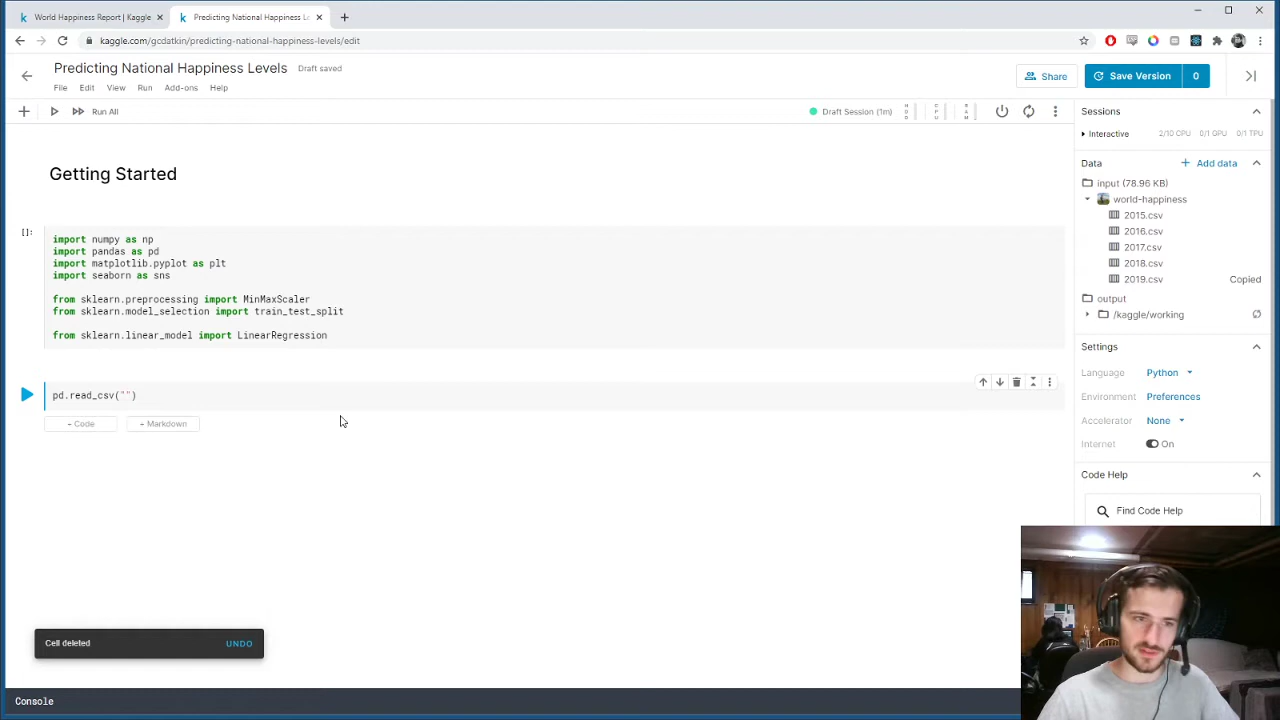 World Happiness Report | Kaggle
Predicting National Happiness Le
kaggle.com/gcdatkin/predicting-national-happiness-levels/edit
Predicting National Happiness Levels
Draft saved
Share
Save Version
0
File Edit View Run Add-ons Help
Run All
Draft Session (1m)
HDD
CPU
RAM
Sessions
Interactive 2/10 CPU 0/1 GPU 0/1 TPU
Data
Add data
input (78.96 KB)
world-happiness
2015.csv
2016.csv
2017.csv
2018.csv
2019.csv Copied
output
/kaggle/working
Settings
Language Python
Environment Preferences
Accelerator None
Internet On
Code Help
Find Code Help
Getting Started
[]:
import numpy as np
import pandas as pd
import matplotlib.pyplot as plt
import seaborn as sns
from sklearn.preprocessing import MinMaxScaler
from sklearn.model_selection import train_test_split
from sklearn.linear_model import LinearRegression
pd.read_csv("")
+ Code
+ Markdown
Cell deleted UNDO
Console